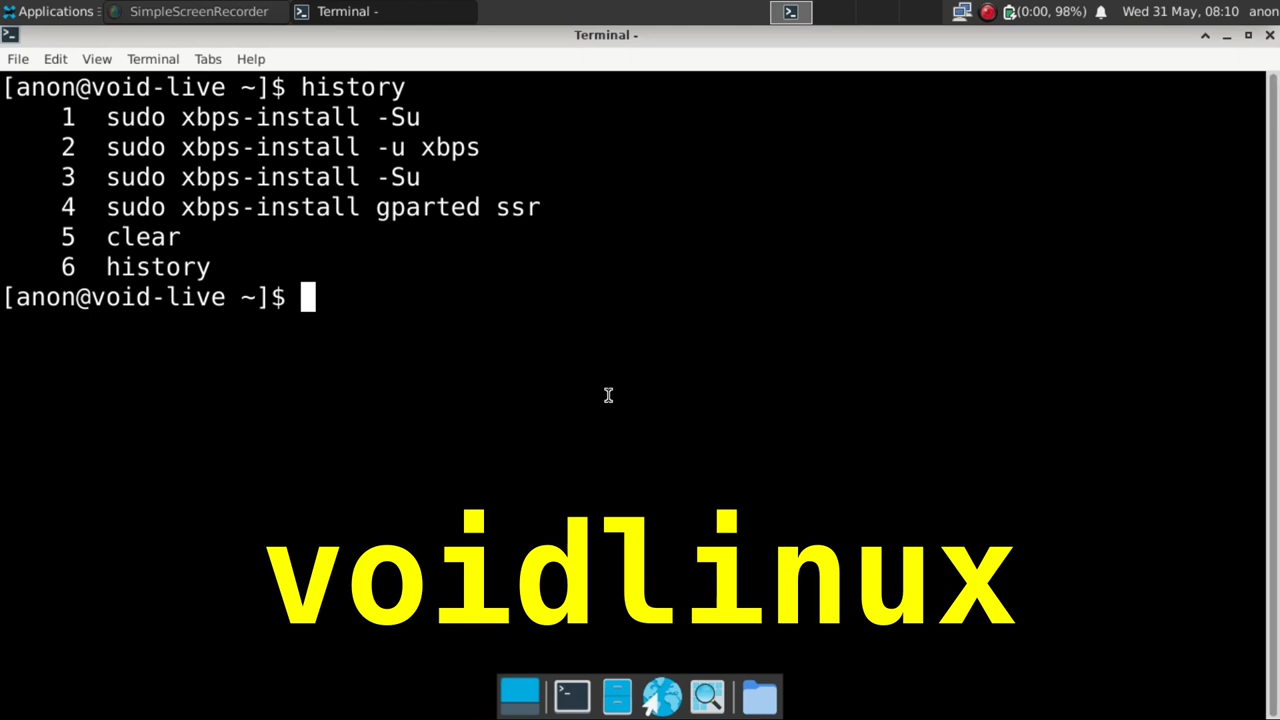 Applications SimpleScreenRecorder Terminal - (0:00, 98%) Wed 31 May, 08:10 anon
Terminal -
File Edit View Terminal Tabs Help
[anon@void-live ~]$ history
1 sudo xbps-install -Su
2 sudo xbps-install -u xbps
3 sudo xbps-install -Su
4 sudo xbps-install gparted ssr
5 clear
6 history
[anon@void-live ~]$
voidlinux